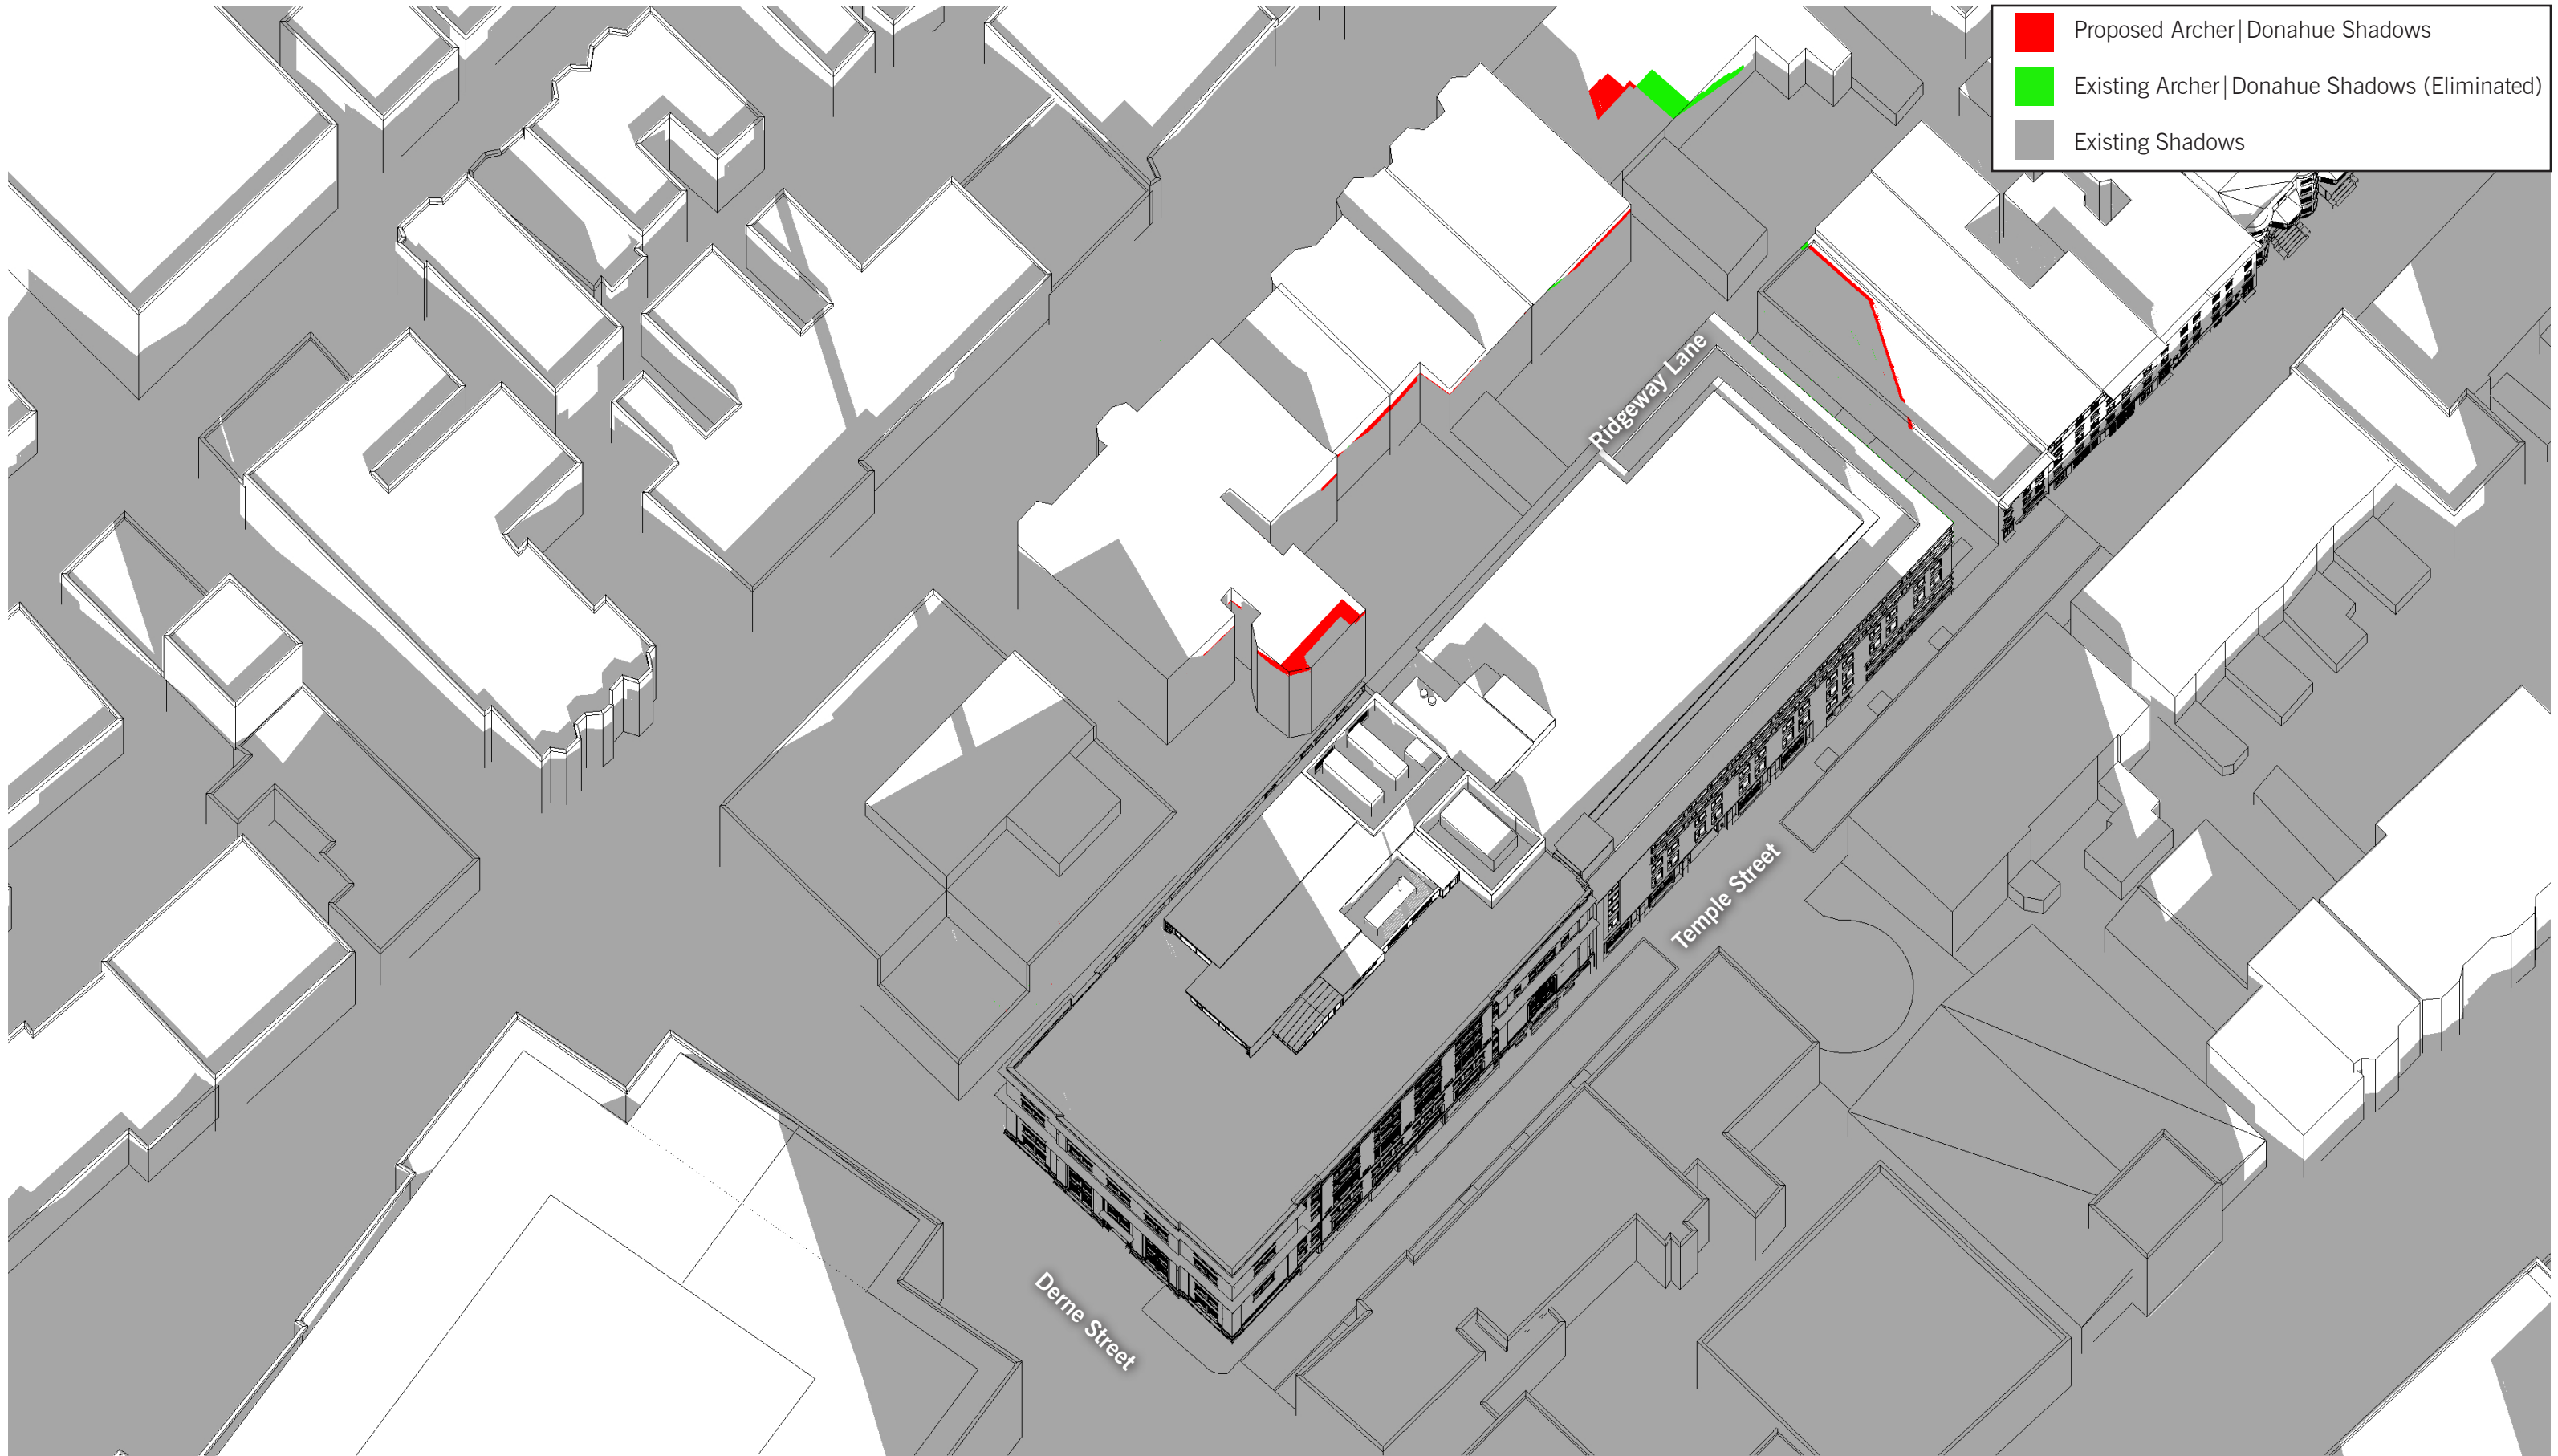 Proposed Archer|Donahue Shadows
Existing Archer|Donahue Shadows (Eliminated)
Existing Shadows
Ridgeway Lane
Temple Street
Derne Street